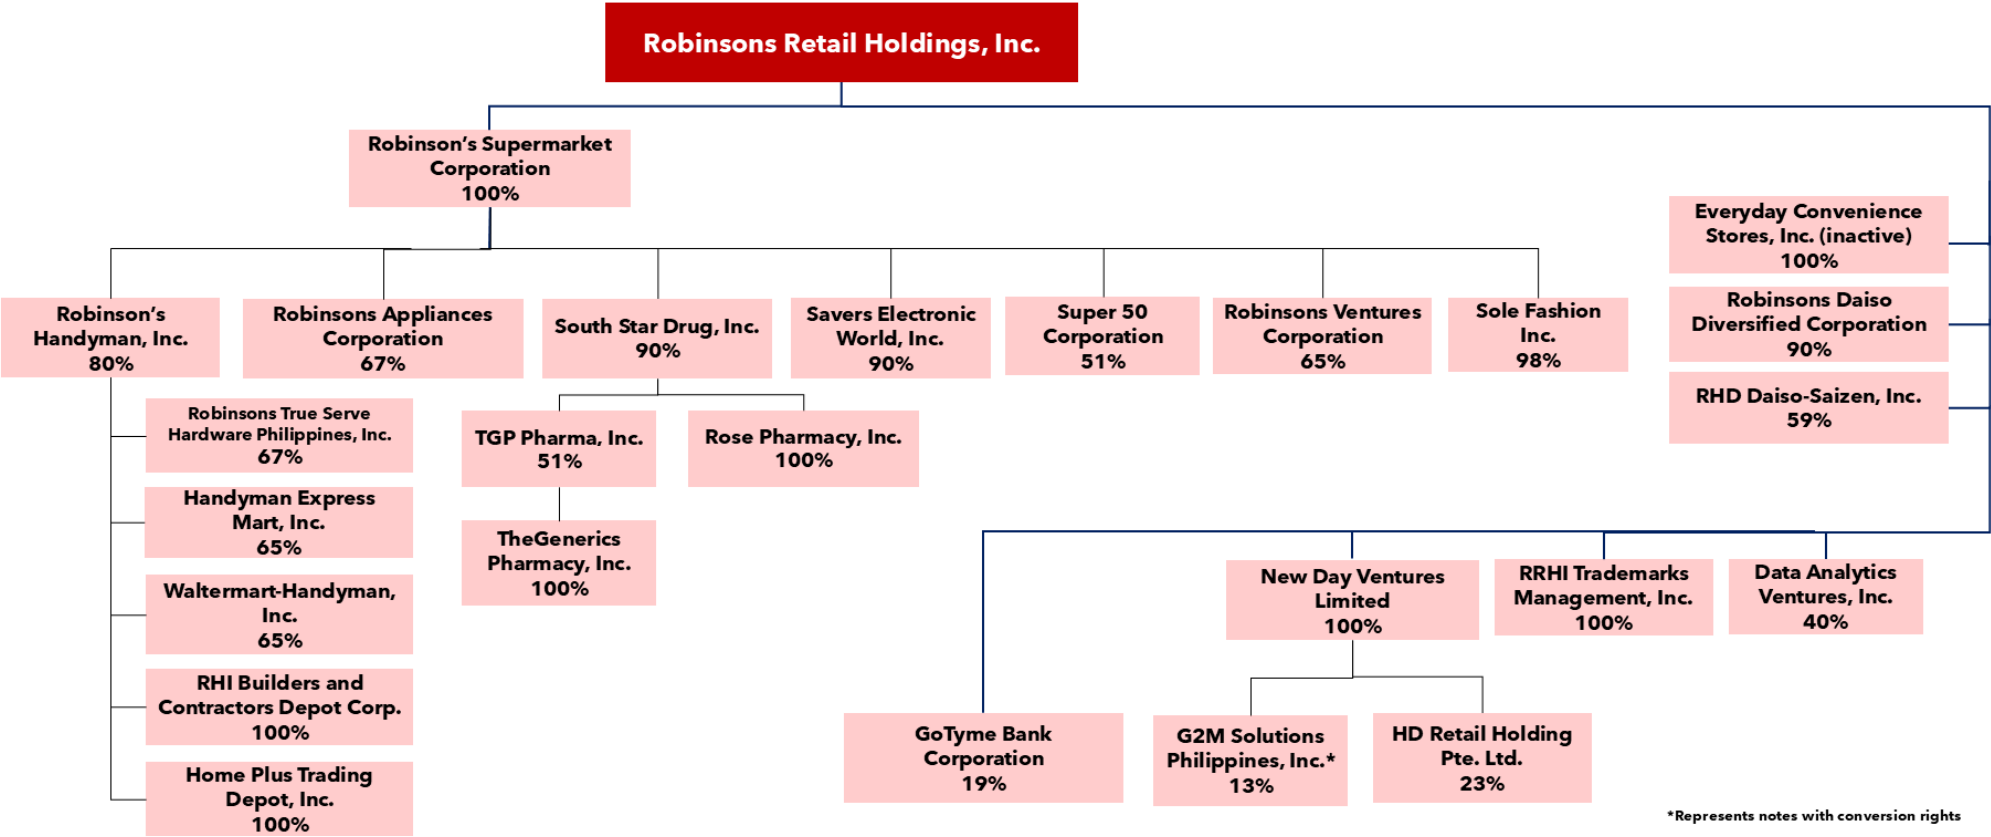 Robinsons Retail Holdings, Inc.
Robinson’s Supermarket
Corporation
100%
Everyday Convenience
Stores, Inc. (inactive)
100%
Robinsons Daiso
Diversified Corporation
90%
RHD Daiso-Saizen, Inc.
59%
Robinson’s
Handyman, Inc.
80%
Robinsons Appliances
Corporation
67%
South Star Drug, Inc.
90%
Savers Electronic
World, Inc.
90%
Super 50
Corporation
51%
Robinsons Ventures
Corporation
65%
Sole Fashion
Inc.
98%
Robinsons True Serve
Hardware Philippines, Inc.
67%
Handyman Express
Mart, Inc.
65%
Waltermart-Handyman,
Inc.
65%
RHI Builders and
Contractors Depot Corp.
100%
Home Plus Trading
Depot, Inc.
100%
TGP Pharma, Inc.
51%
Rose Pharmacy, Inc.
100%
TheGenerics
Pharmacy, Inc.
100%
New Day Ventures
Limited
100%
RRHI Trademarks
Management, Inc.
100%
Data Analytics
Ventures, Inc.
40%
GoTyme Bank
Corporation
19%
G2M Solutions
Philippines, Inc.*
13%
HD Retail Holding
Pte. Ltd.
23%
*Represents notes with conversion rights